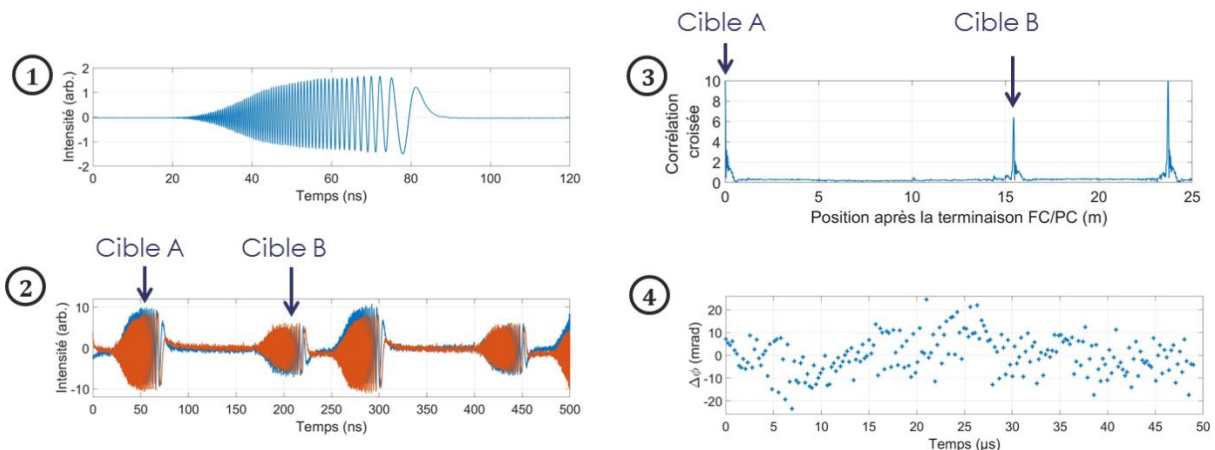 1
2
1
0
-1
-2
Intensité (arb.)
0 20 40 60 80 100 120
Temps (ns)
Cible A Cible B
2
10
0
-10
Intensité (arb.)
0 50 100 150 200 250 300 350 400 450 500
Temps (ns)
Cible A Cible B
3
10
8
6
4
2
0
Corrélation
croisée
0 5 10 15 20 25
Position après la terminaison FC/PC (m)
4
20
10
0
-10
-20
Δϕ (mrad)
0 5 10 15 20 25 30 35 40 45 50
Temps (µs)